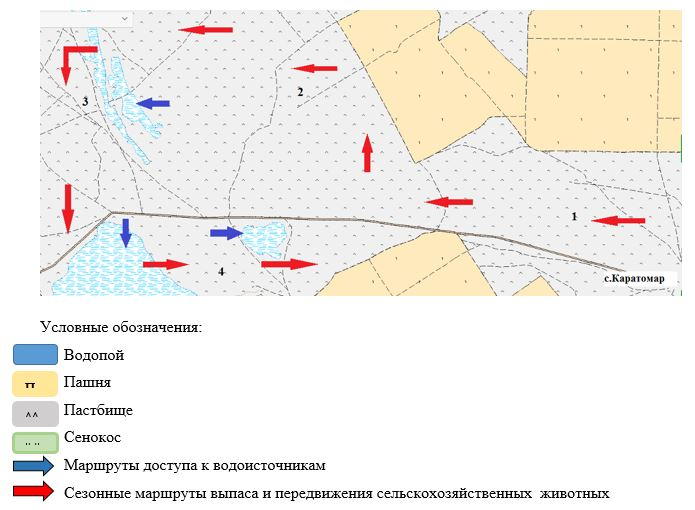 2
3
1
4
с.Каратомар
Условные обозначения:
Водопой
Пашня
Пастбище
Сенокос
Маршруты доступа к водоисточникам
Сезонные маршруты выпаса и передвижения сельскохозяйственных животных